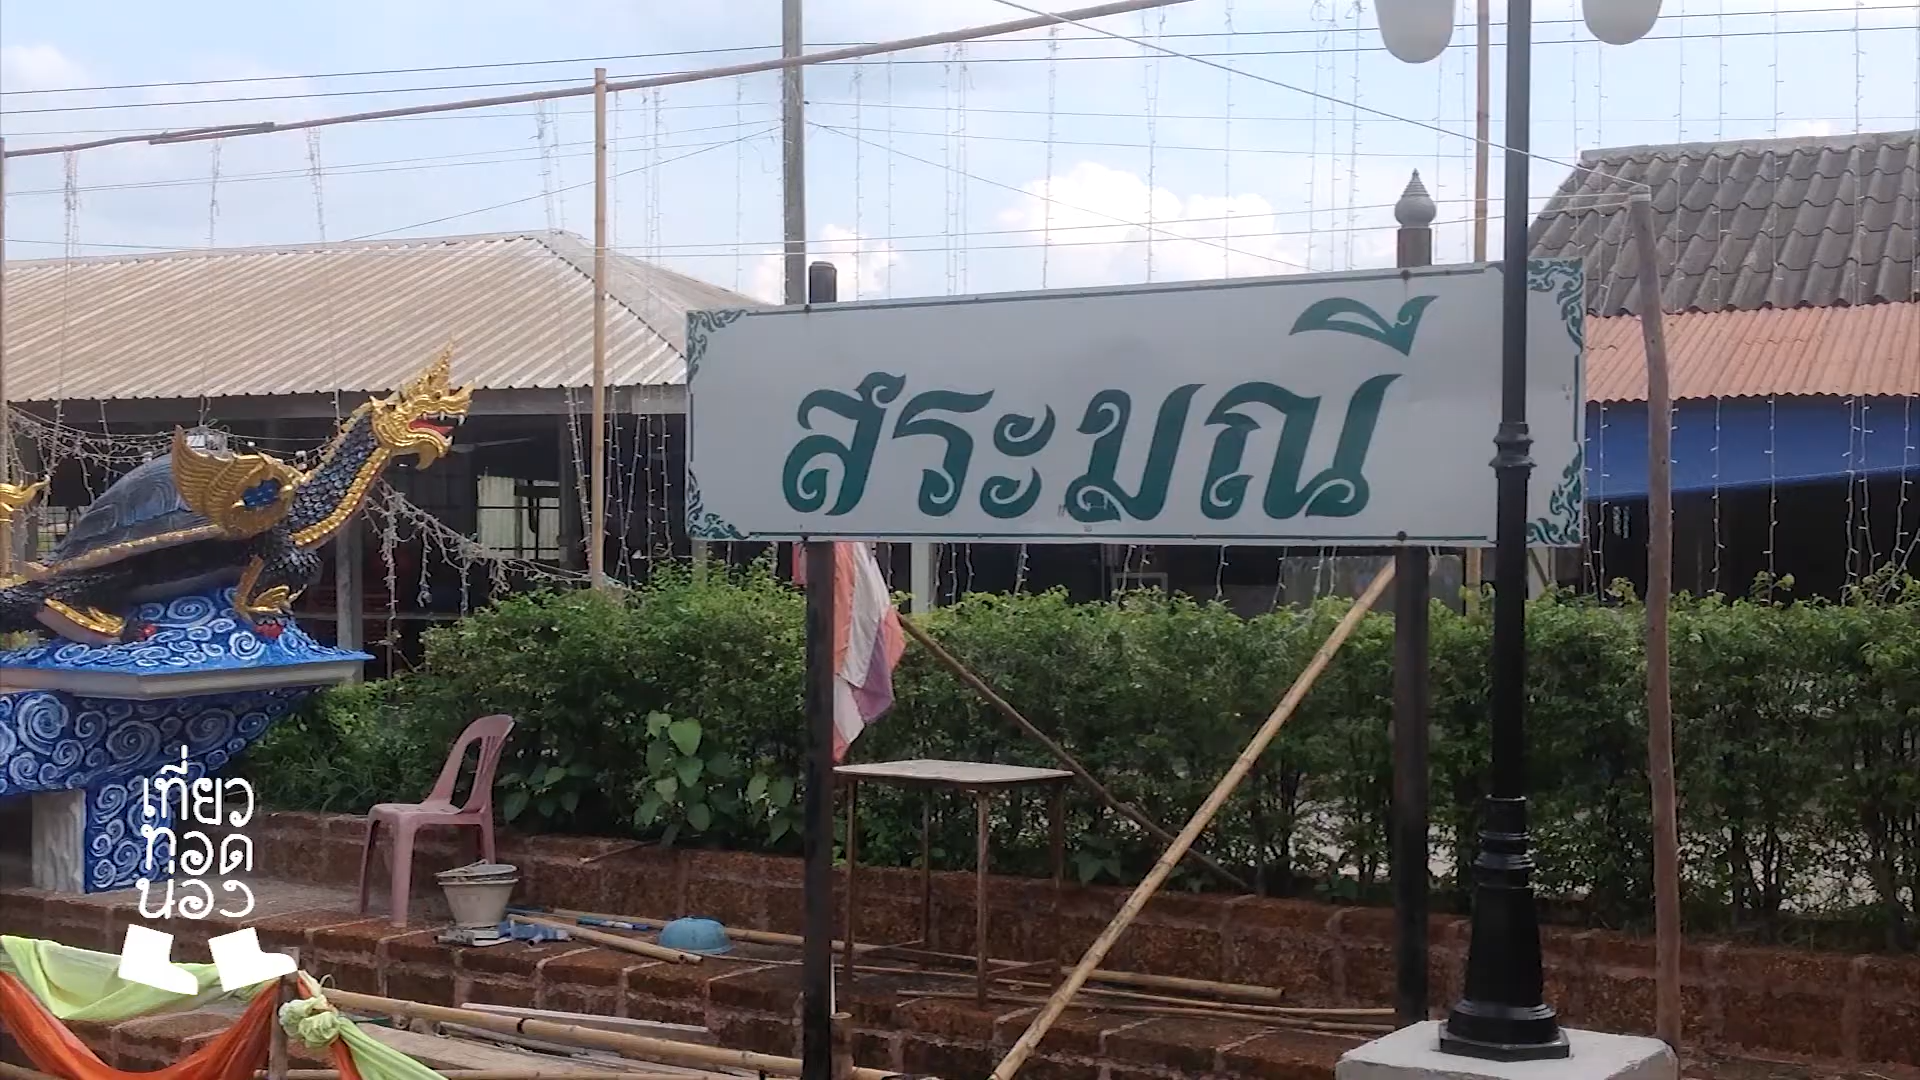 สระมณี
เที่ยว
ทอด
น่อง